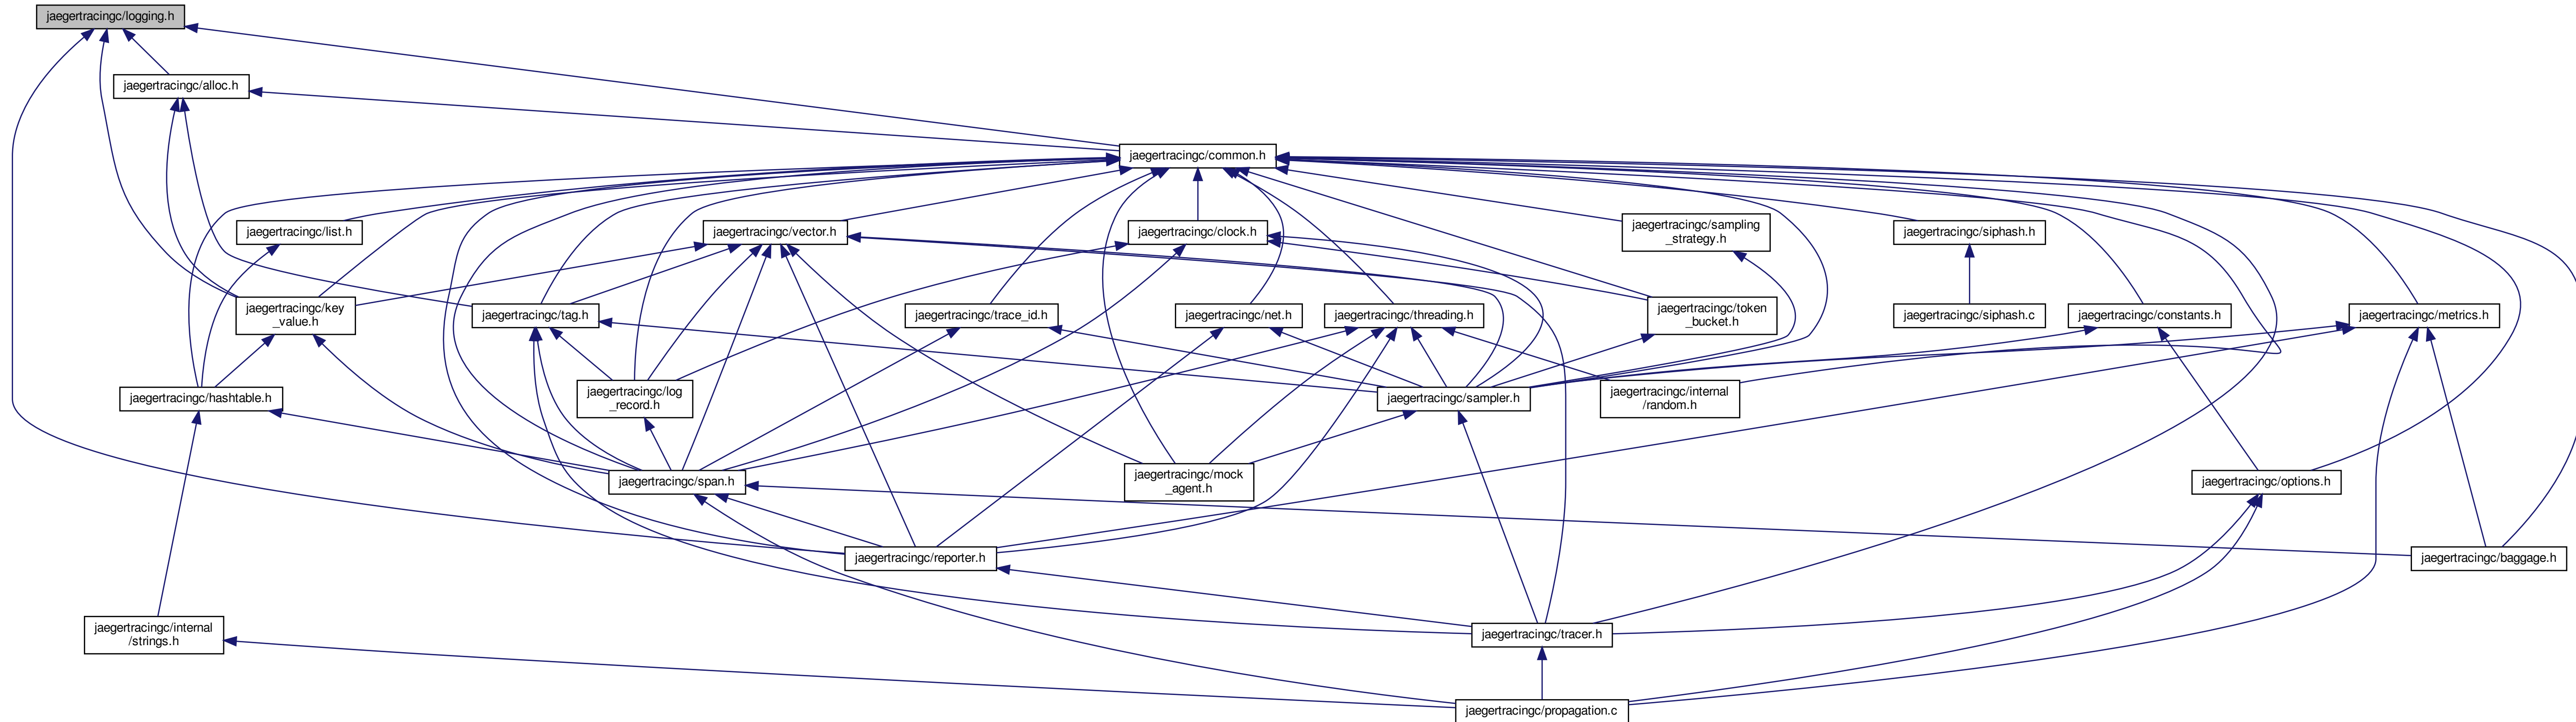 jaegertracingc/logging.h
jaegertracingc/alloc.h
jaegertracingc/common.h
jaegertracingc/list.h
jaegertracingc/vector.h
jaegertracingc/clock.h
jaegertracingc/sampling
_strategy.h
jaegertracingc/siphash.h
jaegertracingc/key
_value.h
jaegertracingc/tag.h
jaegertracingc/trace_id.h
jaegertracingc/net.h
jaegertracingc/threading.h
jaegertracingc/token
_bucket.h
jaegertracingc/siphash.c
jaegertracingc/constants.h
jaegertracingc/metrics.h
jaegertracingc/hashtable.h
jaegertracingc/log
_record.h
jaegertracingc/sampler.h
jaegertracingc/internal
/random.h
jaegertracingc/span.h
jaegertracingc/mock
_agent.h
jaegertracingc/options.h
jaegertracingc/reporter.h
jaegertracingc/baggage.h
jaegertracingc/internal
/strings.h
jaegertracingc/tracer.h
jaegertracingc/propagation.c